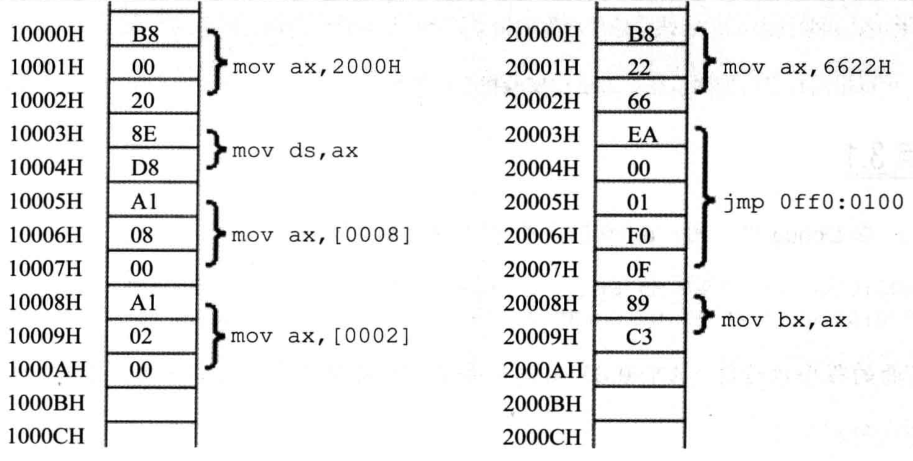 10000H B8
10001H 00 mov ax,2000H
10002H 20
10003H 8E
10004H D8 mov ds,ax
10005H A1
10006H 08 mov ax,[0008]
10007H 00
10008H A1
10009H 02 mov ax,[0002]
1000AH 00
1000BH
1000CH
20000H B8
20001H 22 mov ax,6622H
20002H 66
20003H EA
20004H 00
20005H 01 jmp 0ff0:0100
20006H F0
20007H 0F
20008H 89
20009H C3 mov bx,ax
2000AH
2000BH
2000CH